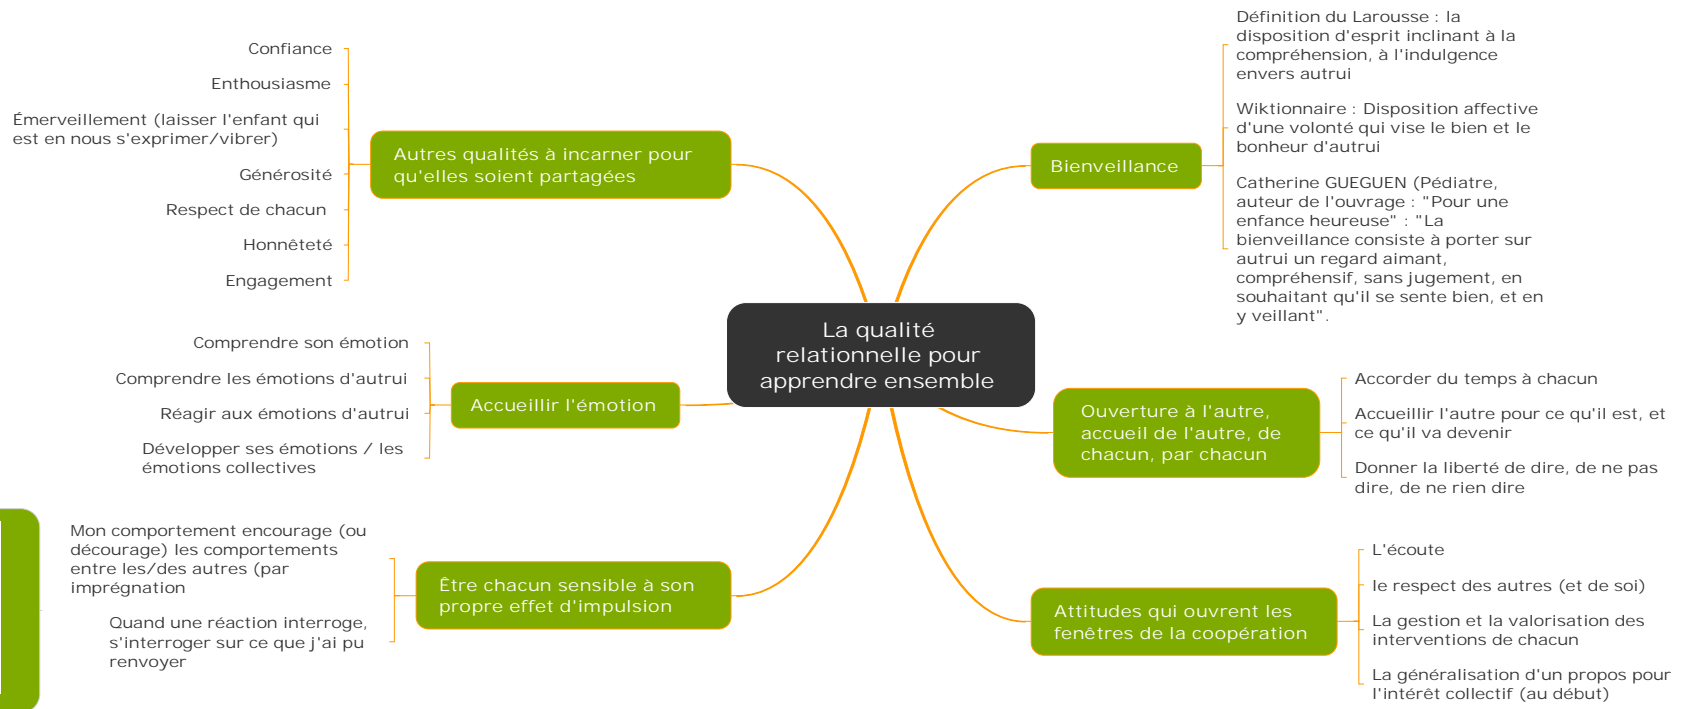 La qualité
relationnelle pour
apprendre ensemble
Bienveillance
Définition du Larousse : la
disposition d'esprit inclinant à la
compréhension, à l'indulgence
envers autrui
Wiktionnaire : Disposition affective
d'une volonté qui vise le bien et le
bonheur d'autrui
Catherine GUEGUEN (Pédiatre,
auteur de l'ouvrage : "Pour une
enfance heureuse" : "La
bienveillance consiste à porter sur
autrui un regard aimant,
compréhensif, sans jugement, en
souhaitant qu'il se sente bien, et en
y veillant".
Ouverture à l'autre,
accueil de l'autre, de
chacun, par chacun
Accorder du temps à chacun
Accueillir l'autre pour ce qu'il est, et
ce qu'il va devenir
Donner la liberté de dire, de ne pas
dire, de ne rien dire
Attitudes qui ouvrent les
fenêtres de la coopération
L'écoute
le respect des autres (et de soi)
La gestion et la valorisation des
interventions de chacun
La généralisation d'un propos pour
l'intérêt collectif (au début)
Autres qualités à incarner pour
qu'elles soient partagées
Confiance
Enthousiasme
Émerveillement (laisser l'enfant qui
est en nous s'exprimer/vibrer)
Générosité
Respect de chacun
Honnêteté
Engagement
Accueillir l'émotion
Comprendre son émotion
Comprendre les émotions d'autrui
Réagir aux émotions d'autrui
Développer ses émotions / les
émotions collectives
Être chacun sensible à son
propre effet d'impulsion
Mon comportement encourage (ou
décourage) les comportements
entre les/des autres (par
imprégnation
Quand une réaction interroge,
s'interroger sur ce que j'ai pu
renvoyer